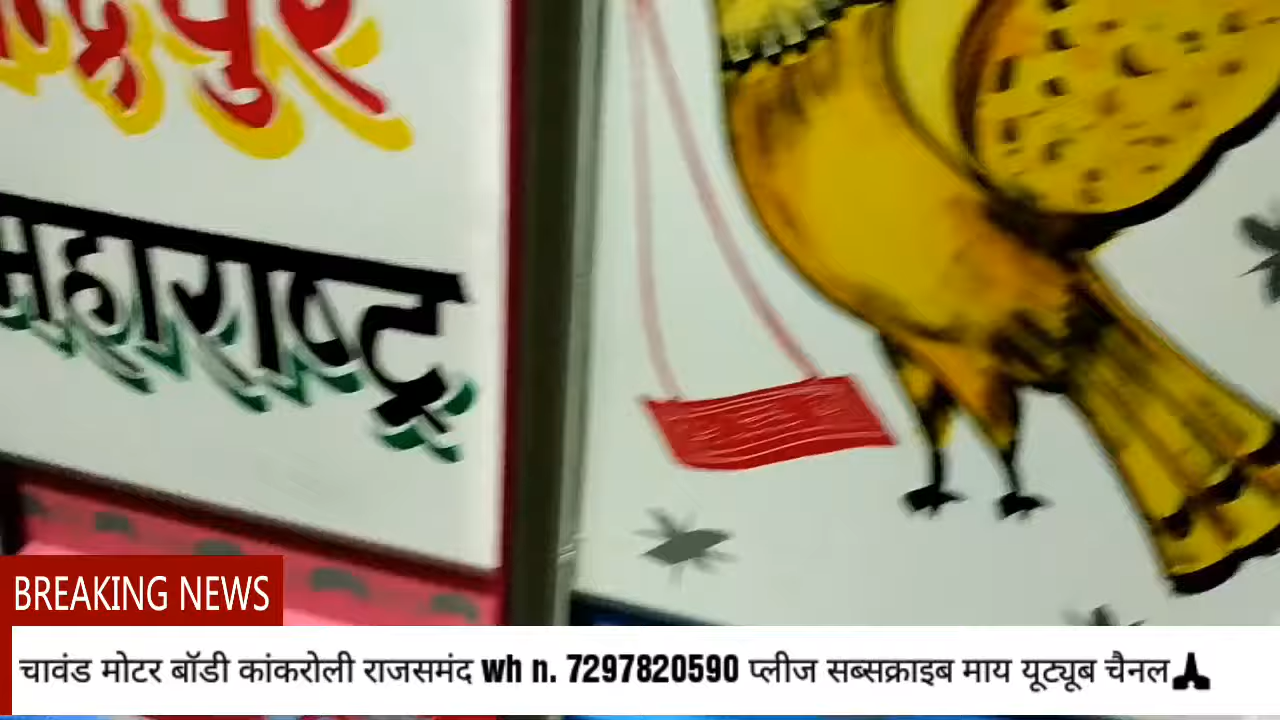 महाराष्ट्र
BREAKING NEWS
चावंड मोटर बॉडी कांकरोली राजसमंद wh n. 7297820590 प्लीज सब्सक्राइब माय यूट्यूब चैनल🙏